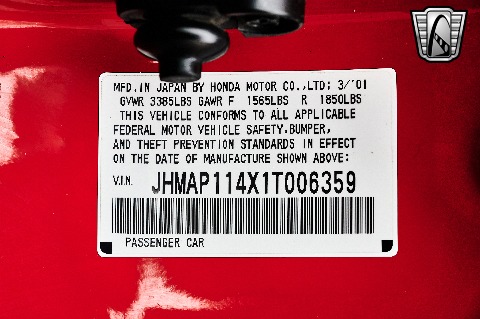 MFD.IN JAPAN BY HONDA MOTOR CO.,LTD: 3/'01
GVWR 3385LBS GAWR F 1565LBS R 1850LBS
THIS VEHICLE CONFORMS TO ALL APPLICABLE
FEDERAL MOTOR VEHICLE SAFETY.BUMPER,
AND THEFT PREVENTION STANDARDS IN EFFECT
ON THE DATE OF MANUFACTURE SHOWN ABOVE:
V.I.N. JHMAP114X1T006359
PASSENGER CAR